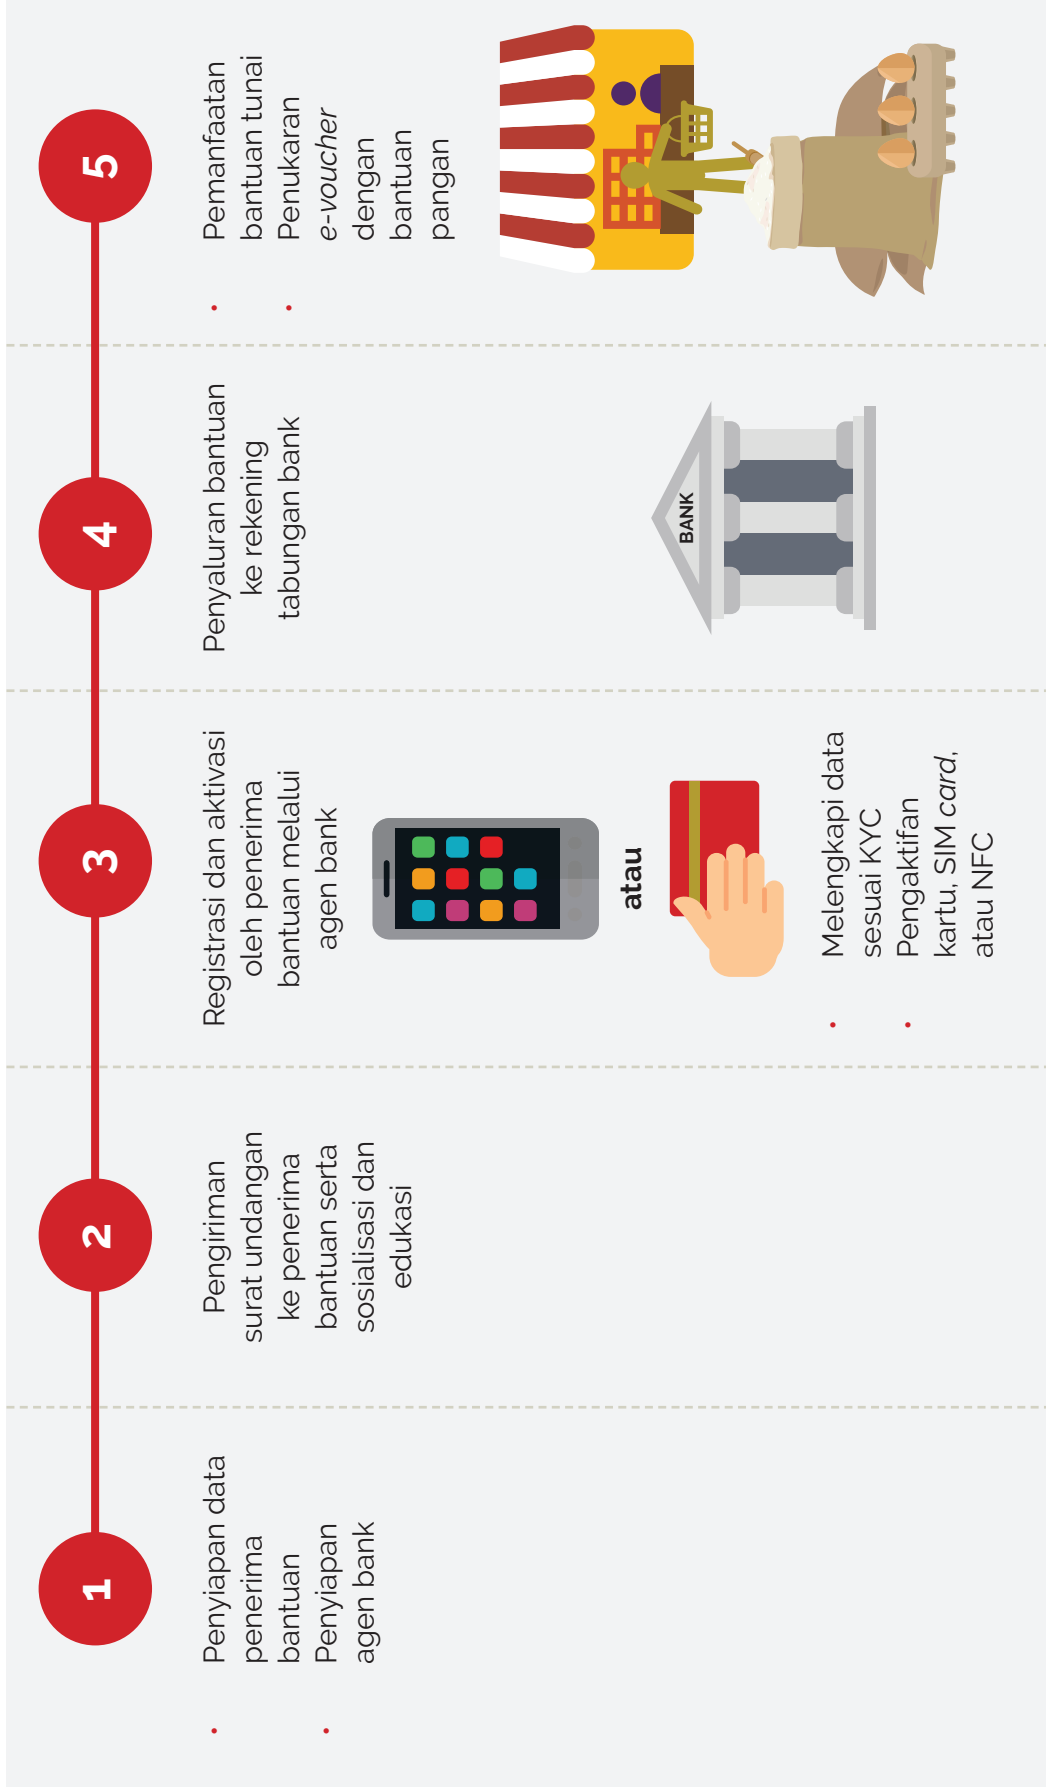 1
• Penyiapan data
penerima
bantuan
• Penyiapan
agen bank
2
Pengiriman
surat undangan
ke penerima
bantuan serta
sosialisasi dan
edukasi
3
Registrasi dan aktivasi
oleh penerima
bantuan melalui
agen bank
atau
• Melengkapi data
sesuai KYC
• Pengaktifan
kartu, SIM card,
atau NFC
4
Penyaluran bantuan
ke rekening
tabungan bank
BANK
5
• Pemanfaatan
bantuan tunai
• Penukaran
e-voucher
dengan
bantuan
pangan